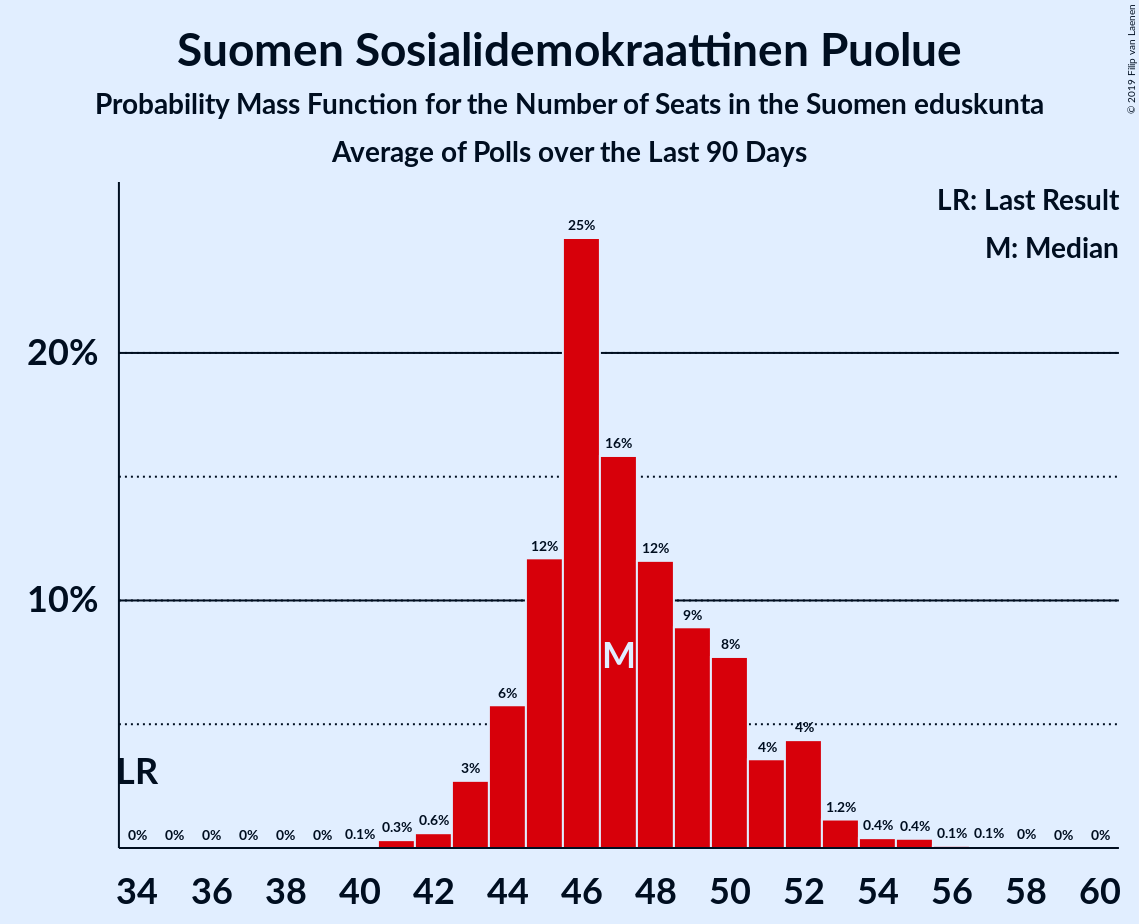 Suomen Sosialidemokraattinen Puolue
Probability Mass Function for the Number of Seats in the Suomen eduskunta
Average of Polls over the Last 90 Days
© 2019 Filip van Laenen
LR: Last Result
M: Median
20%
10%
LR
M
0% 0% 0% 0% 0% 0% 0.1% 0.3% 0.6% 3% 6% 12% 25% 16% 12% 9% 8% 4% 4% 1.2% 0.4% 0.4% 0.1% 0.1% 0% 0% 0%
34 36 38 40 42 44 46 48 50 52 54 56 58 60